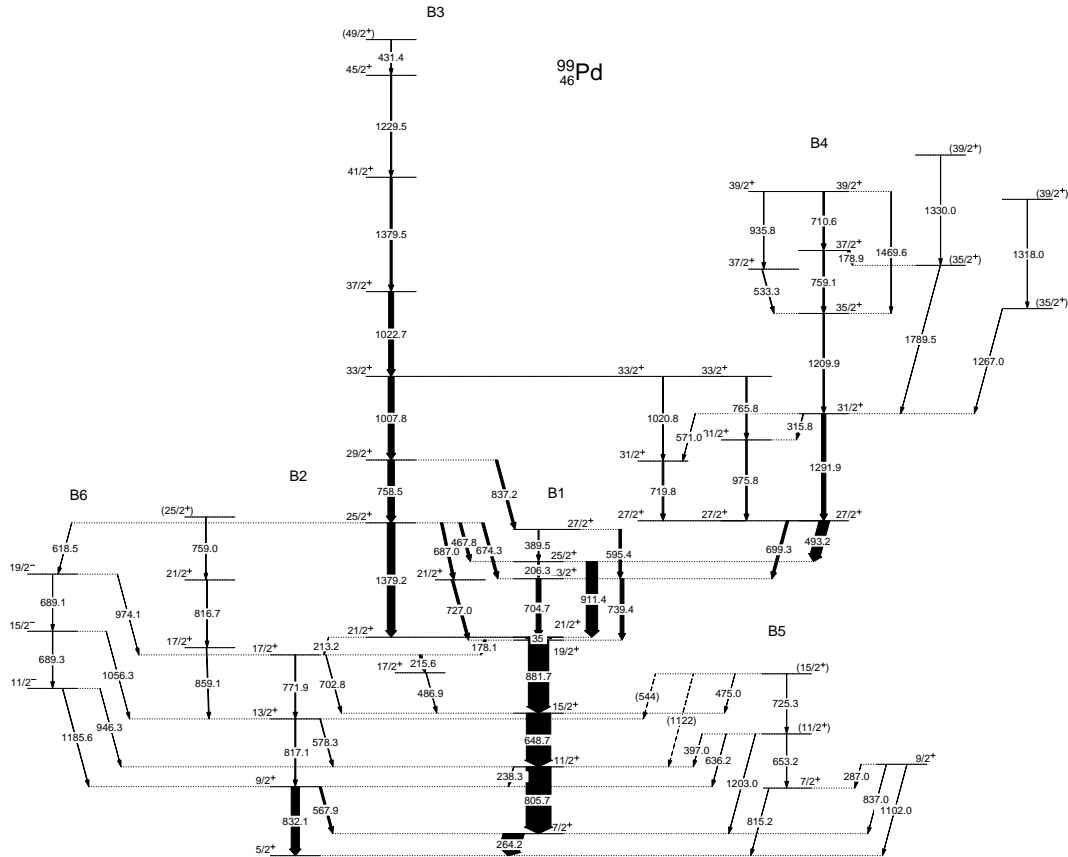 B3
(49/2⁺)
431.4
45/2⁺
⁹⁹₄₆Pd
1229.5
B4
(39/2⁺)
41/2⁺
39/2⁺ 39/2⁺
(39/2⁺)
1379.5
935.8 710.6 1330.0
1469.6 1318.0
37/2⁺ 178.9
37/2⁺ (35/2⁺)
37/2⁺
533.3 759.1
35/2⁺ (35/2⁺)
1022.7
1789.5
1209.9 1267.0
33/2⁺ 33/2⁺ 33/2⁺
1007.8 1020.8 765.8
31/2⁺
315.8
571.0
29/2⁺ 31/2⁺
758.5 837.2 719.8 975.8 1291.9
B6 B2 B1
(25/2⁺) 25/2⁺ 27/2⁺ 27/2⁺ 27/2⁺ 27/2⁺
618.5 759.0 687.0 467.8 674.3 389.5 595.4 699.3 493.2
25/2⁺
19/2⁻ 21/2⁺ 21/2⁺ 206.3
689.1 974.1 816.7 1379.2 727.0 704.7 911.4 739.4
15/2⁻ 21/2⁺ 21/2⁺
B5
17/2⁺ 17/2⁺ 213.2 178.1 35 19/2⁺
689.3 1056.3 859.1 771.9 702.8 17/2⁺ 215.6 881.7 (15/2⁺)
486.9 (544) (1122) 475.0 725.3
11/2⁻ 13/2⁺ 15/2⁺
1185.6 946.3 817.1 578.3 648.7 (11/2⁺)
397.0 636.2 1203.0 653.2
11/2⁺ 9/2⁺
9/2⁺ 238.3 7/2⁺ 287.0
832.1 567.9 805.7 815.2 837.0 1102.0
7/2⁺
264.2
5/2⁺